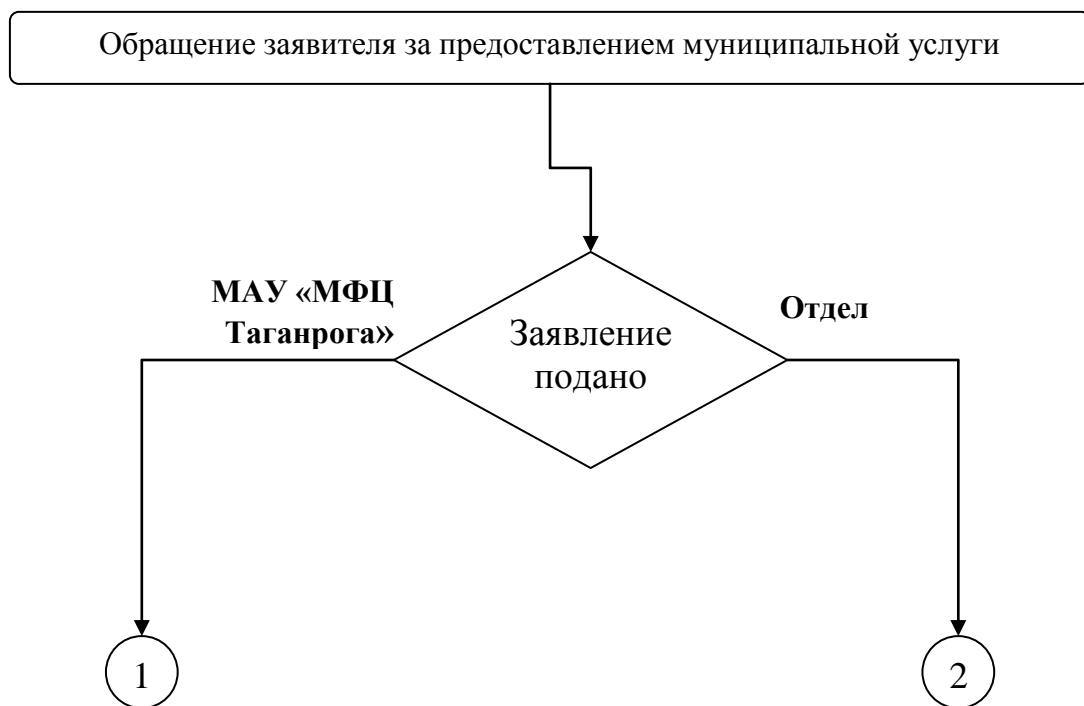 Обращение заявителя за предоставлением муниципальной услуги
МАУ «МФЦ
Таганрога»
Заявление
подано
Отдел
1
2